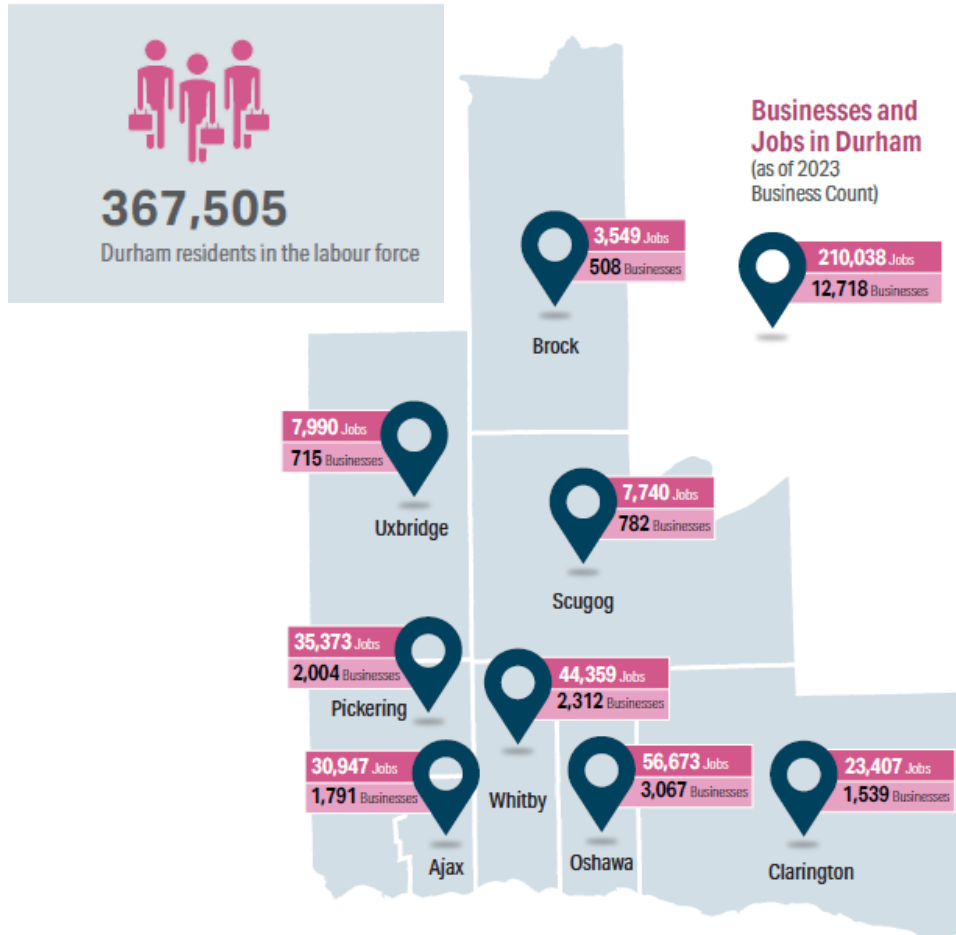 367,505
Durham residents in the labour force
Businesses and
Jobs in Durham
(as of 2023
Business Count)
210,038 Jobs
12,718 Businesses
3,549 Jobs
508 Businesses
Brock
7,990 Jobs
715 Businesses
Uxbridge
7,740 Jobs
782 Businesses
Scugog
35,373 Jobs
2,004 Businesses
Pickering
44,359 Jobs
2,312 Businesses
Whitby
30,947 Jobs
1,791 Businesses
Ajax
56,673 Jobs
3,067 Businesses
Oshawa
23,407 Jobs
1,539 Businesses
Clarington